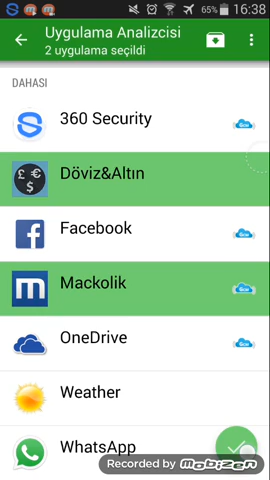 65% 16:38
Uygulama Analizcisi
2 uygulama seçildi
DAHASI
360 Security
£ €
$
Döviz&Altın
Facebook
Mackolik
OneDrive
Weather
WhatsApp
Recorded by Mobizen